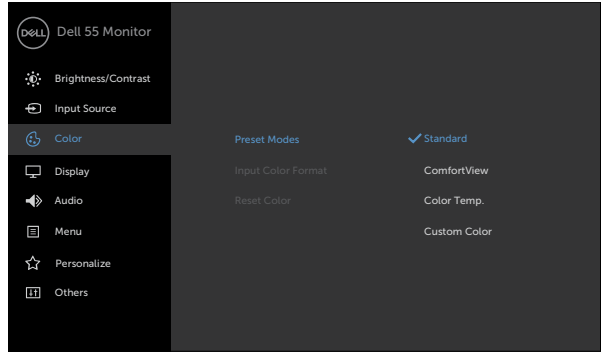 DELL Dell 55 Monitor
Brightness/Contrast
Input Source
Color Preset Modes Standard
Display Input Color Format ComfortView
Audio Reset Color Color Temp.
Menu Custom Color
Personalize
Others